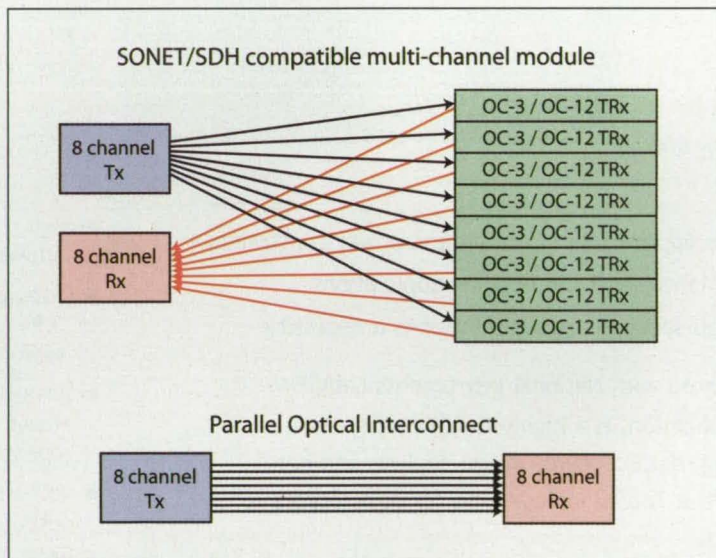 SONET/SDH compatible multi-channel module
8 channel
Tx
8 channel
Rx
OC-3 / OC-12 TRx
OC-3 / OC-12 TRx
OC-3 / OC-12 TRx
OC-3 / OC-12 TRx
OC-3 / OC-12 TRx
OC-3 / OC-12 TRx
OC-3 / OC-12 TRx
OC-3 / OC-12 TRx
Parallel Optical Interconnect
8 channel
Tx
8 channel
Rx